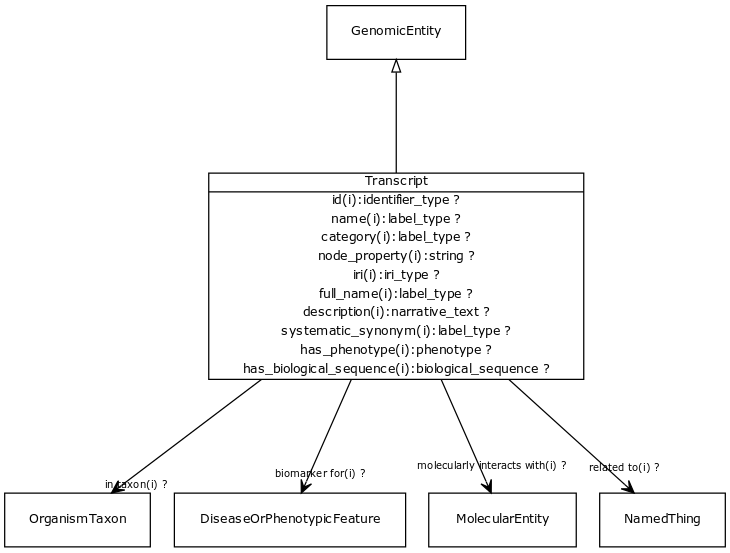 GenomicEntity
Transcript
id(i):identifier_type ?
name(i):label_type ?
category(i):label_type ?
node_property(i):string ?
iri(i):iri_type ?
full_name(i):label_type ?
description(i):narrative_text ?
systematic_synonym(i):label_type ?
has_phenotype(i):phenotype ?
has_biological_sequence(i):biological_sequence ?
in taxon(i) ?
biomarker for(i) ?
molecularly interacts with(i) ?
related to(i) ?
OrganismTaxon
DiseaseOrPhenotypicFeature
MolecularEntity
NamedThing